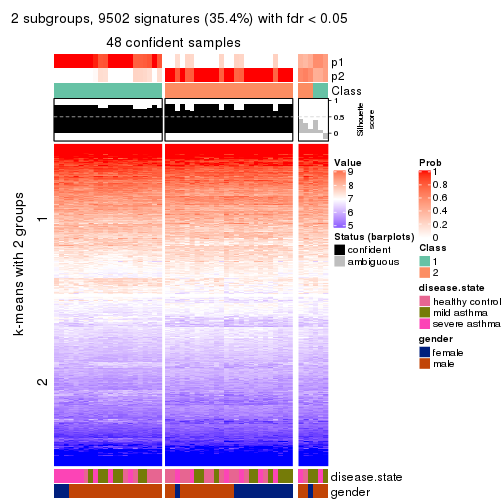 2 subgroups, 9502 signatures (35.4%) with fdr < 0.05
48 confident samples
p1
p2
Class
1
0.5
0
Silhouette
score
k-means with 2 groups
1
2
Value
9
8
7
6
5
Status (barplots)
confident
ambiguous
Prob
1
0.8
0.6
0.4
0.2
0
Class
1
2
disease.state
healthy control
mild asthma
severe asthma
gender
female
male
disease.state
gender